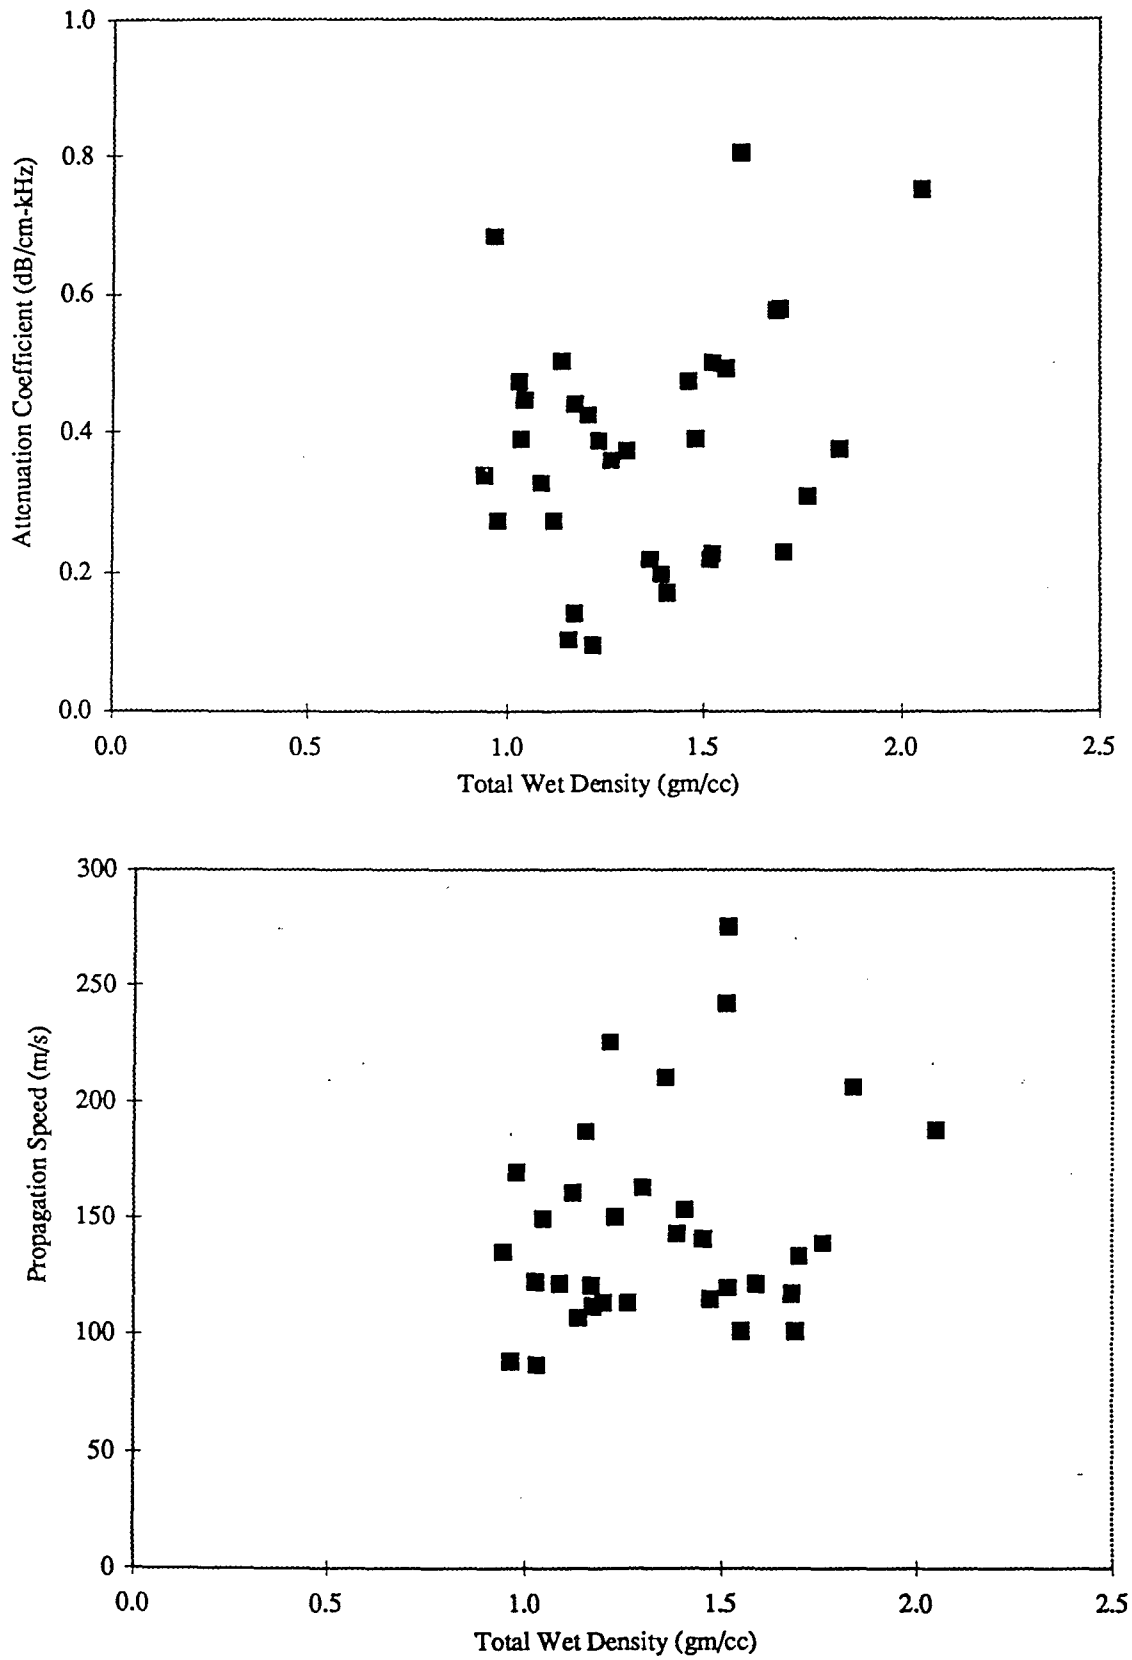 1.0
0.8
0.6
0.4
0.2
0.0
Attenuation Coefficient (dB/cm-kHz)
0.0 0.5 1.0 1.5 2.0 2.5
Total Wet Density (gm/cc)
300
250
200
150
100
50
0
Propagation Speed (m/s)
0.0 0.5 1.0 1.5 2.0 2.5
Total Wet Density (gm/cc)